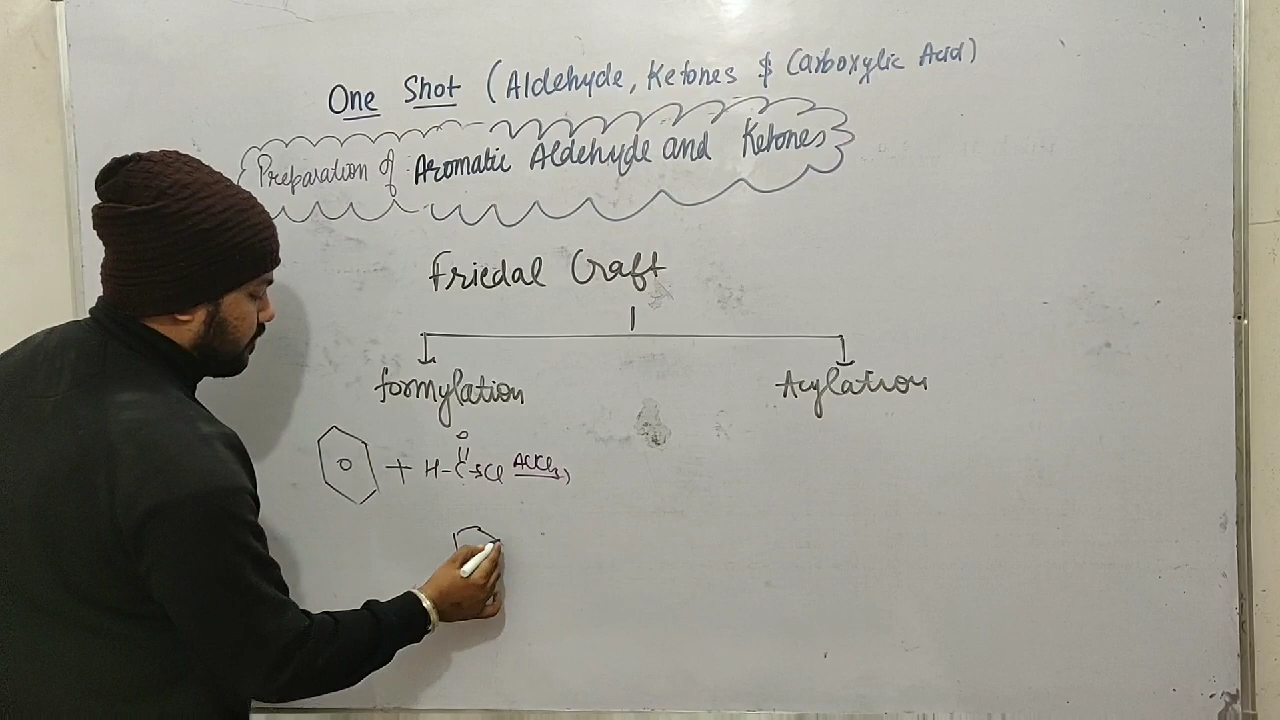 One Shot (Aldehyde, Ketones $ Carboxylic Acid)
Preparation of Aromatic Aldehyde and Ketones
Friedal Craft
formylation Acylation
O
+ H-C-Cl AlCl3